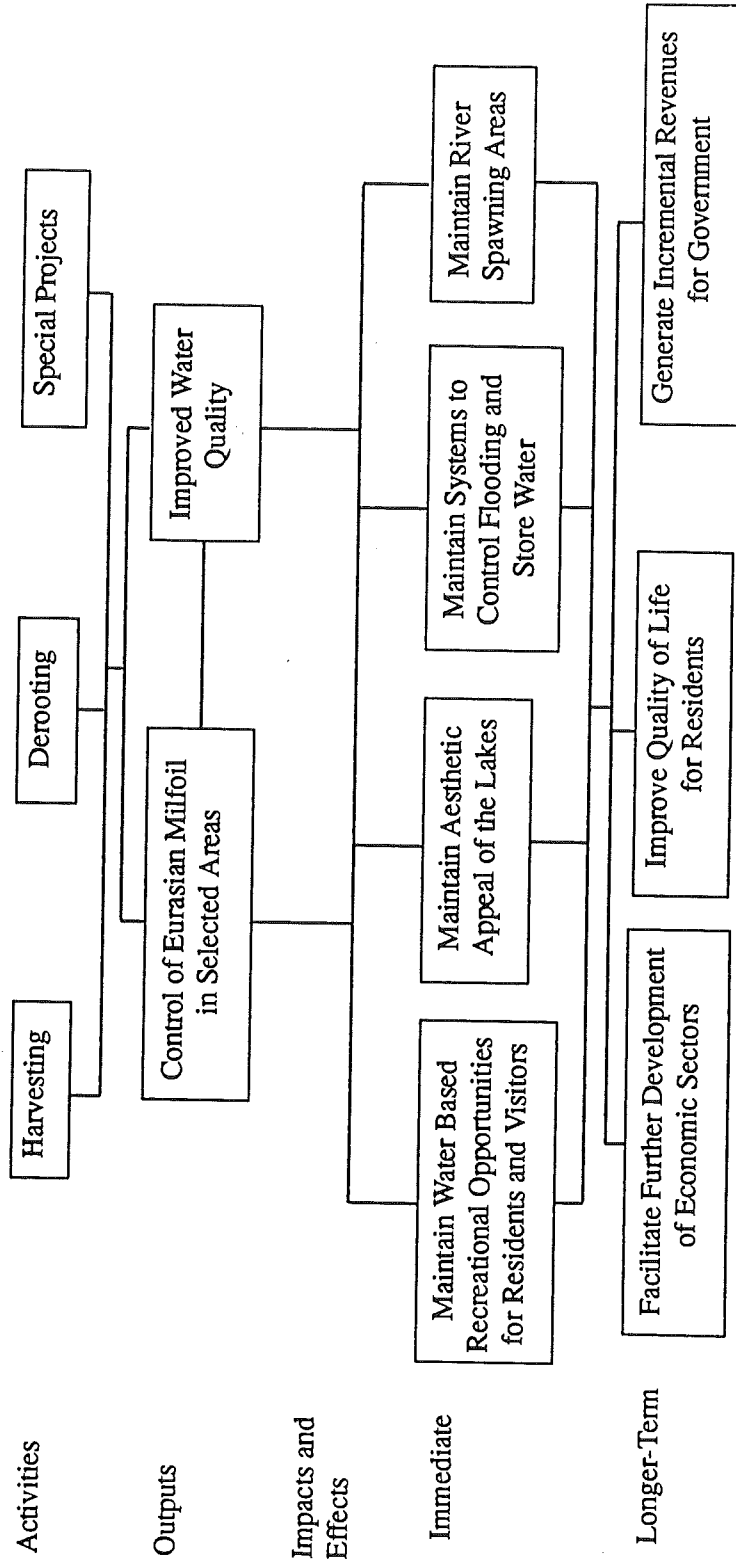 Activities
Harvesting
Derooting
Special Projects
Outputs
Control of Eurasian Milfoil
in Selected Areas
Improved Water
Quality
Impacts and
Effects
Immediate
Maintain Water Based
Recreational Opportunities
for Residents and Visitors
Maintain Aesthetic
Appeal of the Lakes
Maintain Systems to
Control Flooding and
Store Water
Maintain River
Spawning Areas
Longer-Term
Facilitate Further Development
of Economic Sectors
Improve Quality of Life
for Residents
Generate Incremental Revenues
for Government